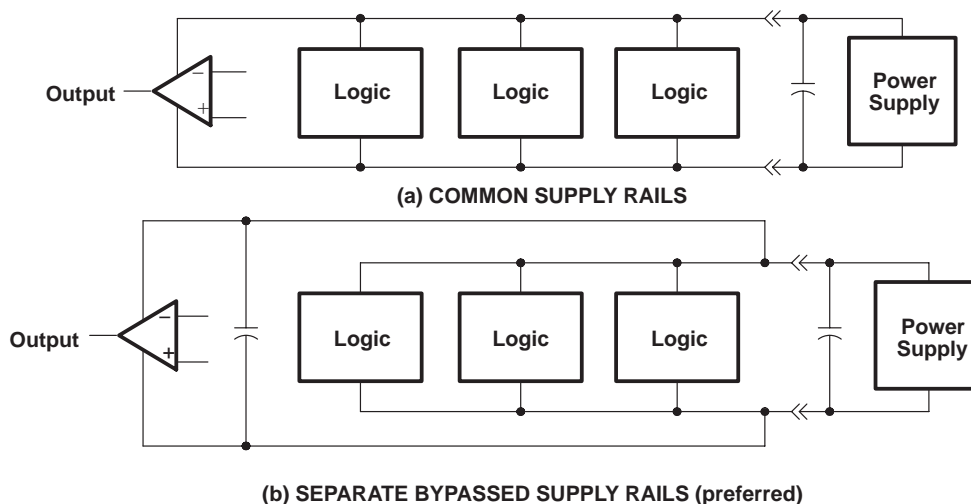 Output
−
+
Logic
Logic
Logic
Power
Supply
(a) COMMON SUPPLY RAILS
Output
−
+
Logic
Logic
Logic
Power
Supply
(b) SEPARATE BYPASSED SUPPLY RAILS (preferred)